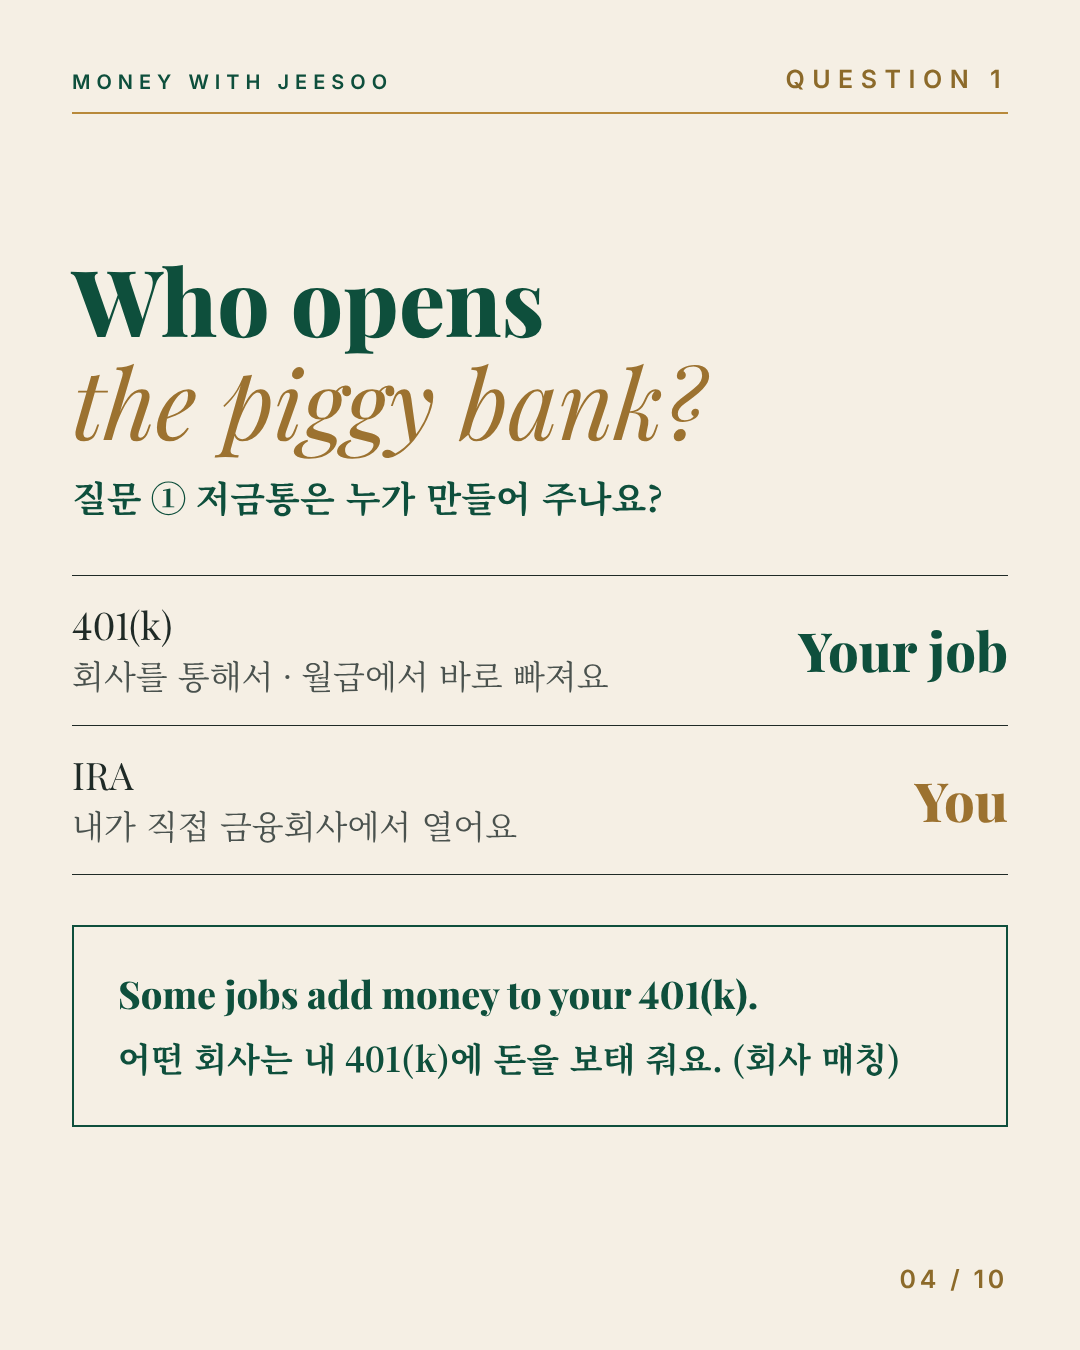 MONEY WITH JEESOO
QUESTION 1
Who opens
the piggy bank?
질문 ① 저금통은 누가 만들어 주나요?
401(k)
회사를 통해서 · 월급에서 바로 빠져요
Your job
IRA
내가 직접 금융회사에서 열어요
You
Some jobs add money to your 401(k).
어떤 회사는 내 401(k)에 돈을 보태 줘요. (회사 매칭)
04 / 10